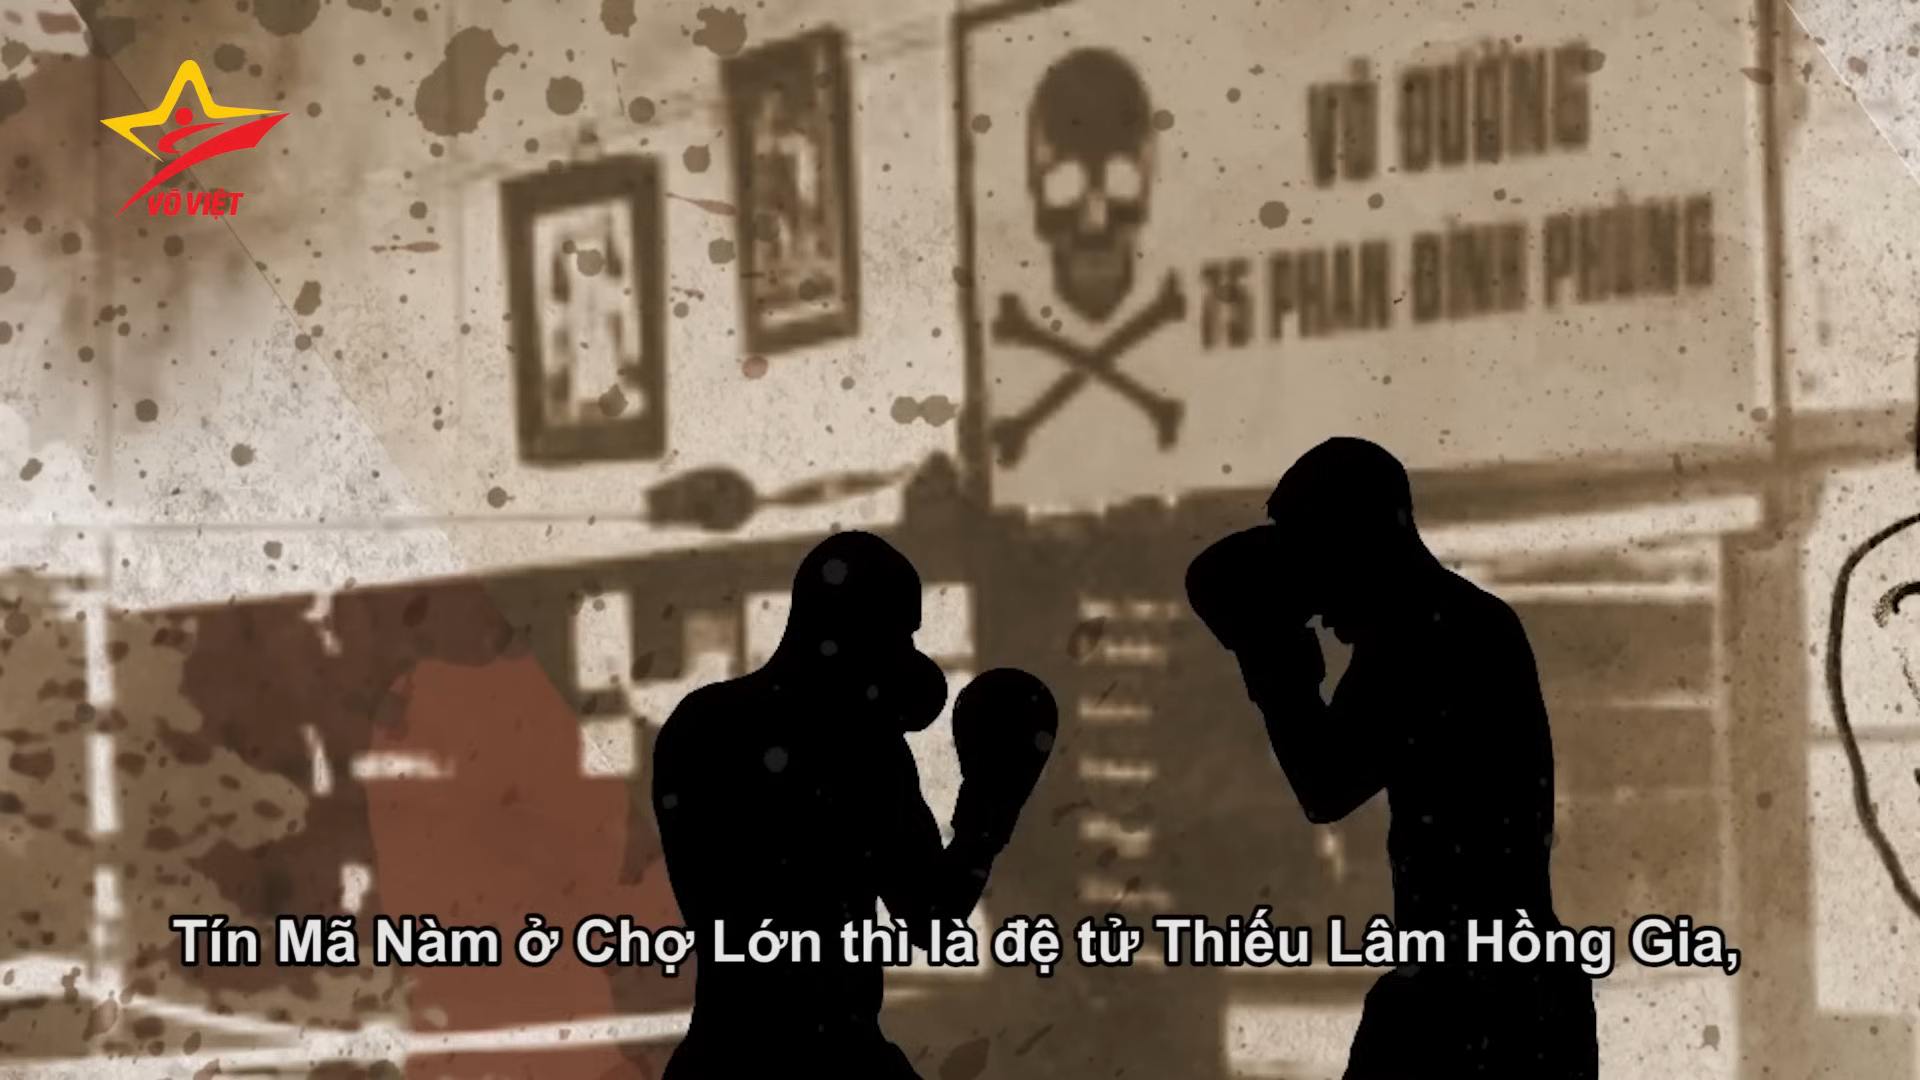 VÕ VIỆT
VÕ ĐƯỜNG
75 PHAN ĐÌNH PHÙNG
Tín Mã Nàm ở Chợ Lớn thì là đệ tử Thiếu Lâm Hồng Gia,